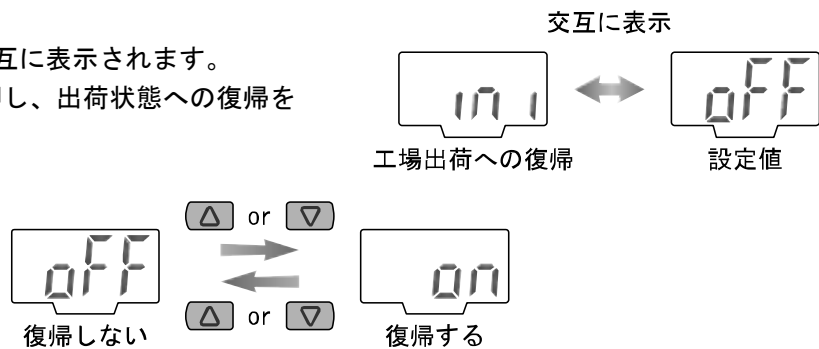 交互に表示
互に表示されます。
し、出荷状態への復帰を
ini
oFF
工場出荷への復帰
設定値
△ or ▽
oFF
on
△ or ▽
復帰しない
復帰する